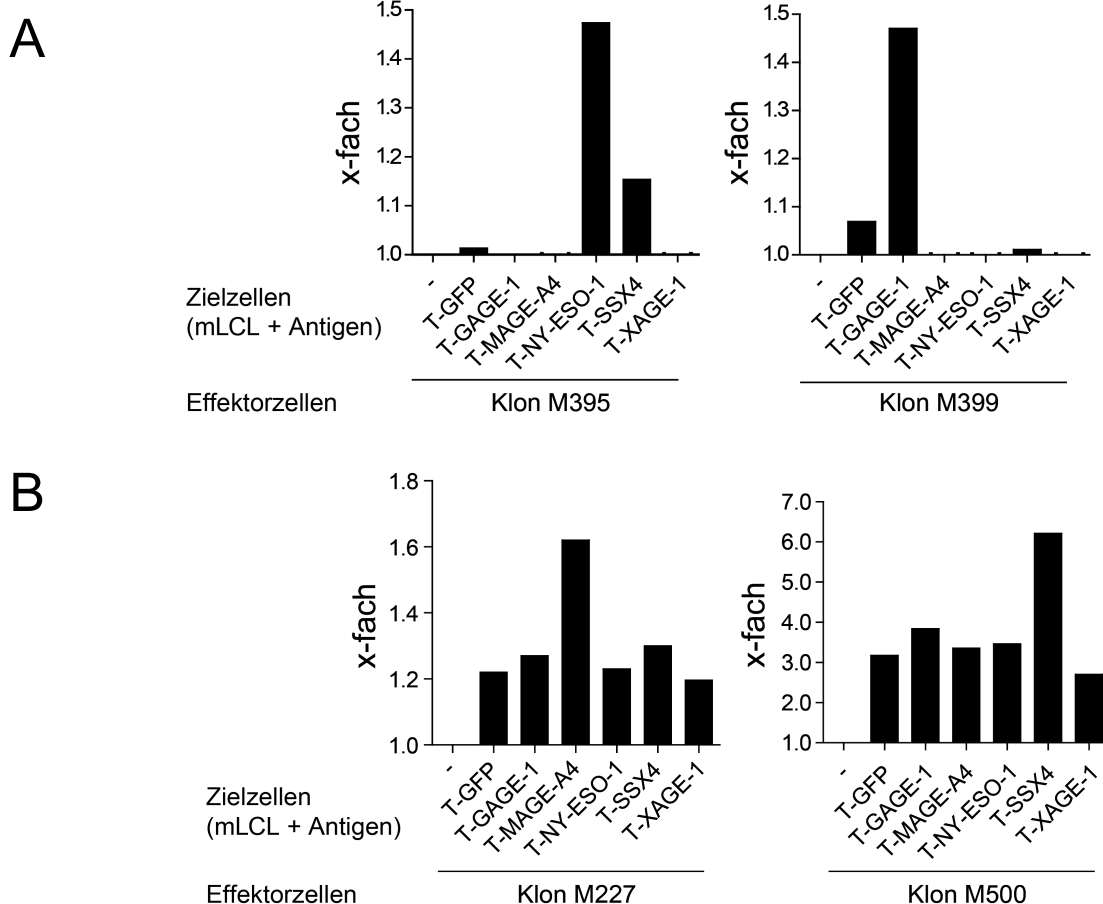 A
x-fach
1.5
1.4
1.3
1.2
1.1
1.0
x-fach
1.5
1.4
1.3
1.2
1.1
1.0
Zielzellen
(mLCL + Antigen)
-
T-GFP
T-GAGE-1
T-MAGE-A4
T-NY-ESO-1
T-SSX4
T-XAGE-1
-
T-GFP
T-GAGE-1
T-MAGE-A4
T-NY-ESO-1
T-SSX4
T-XAGE-1
Effektorzellen
Klon M395
Klon M399
B
x-fach
1.8
1.6
1.4
1.2
1.0
x-fach
7.0
6.0
5.0
4.0
3.0
2.0
1.0
Zielzellen
(mLCL + Antigen)
-
T-GFP
T-GAGE-1
T-MAGE-A4
T-NY-ESO-1
T-SSX4
T-XAGE-1
-
T-GFP
T-GAGE-1
T-MAGE-A4
T-NY-ESO-1
T-SSX4
T-XAGE-1
Effektorzellen
Klon M227
Klon M500